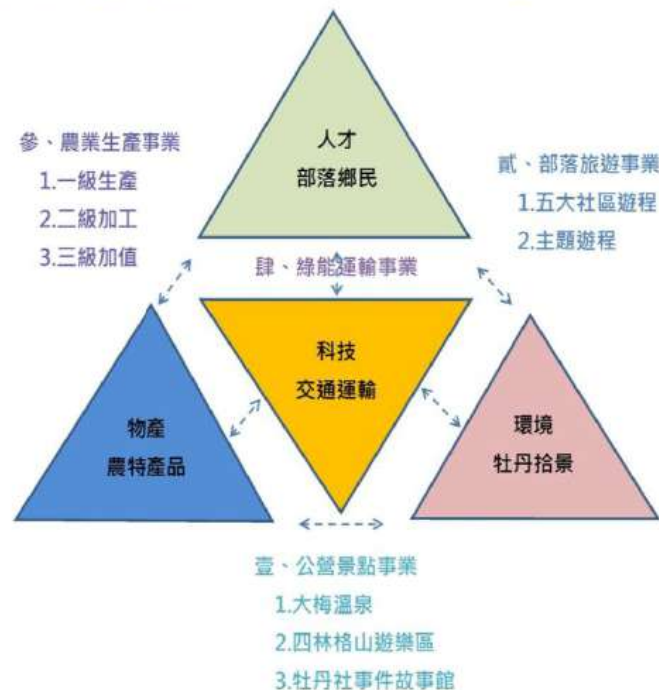 人才
部落鄉民
參、農業生產事業
1.一級生產
2.二級加工
3.三級加值
貳、部落旅遊事業
1.五大社區遊程
2.主題遊程
肆、綠能運輸事業
科技
交通運輸
物產
農特產品
環境
牡丹拾景
壹、公營景點事業
1.大梅溫泉
2.四林格山遊樂區
3.牡丹社事件故事館